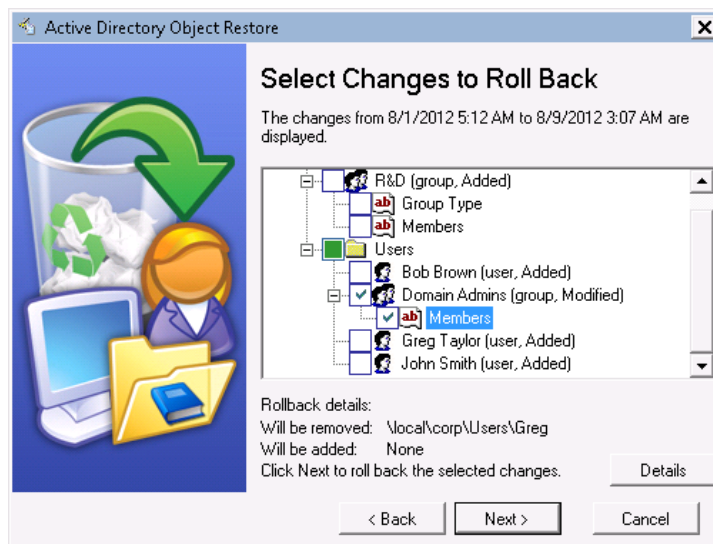 Active Directory Object Restore
Select Changes to Roll Back
The changes from 8/1/2012 5:12 AM to 8/9/2012 3:07 AM are
displayed.
R&D (group, Added)
ab Group Type
ab Members
Users
Bob Brown (user, Added)
Domain Admins (group, Modified)
ab Members
Greg Taylor (user, Added)
John Smith (user, Added)
Rollback details:
Will be removed: \local\corp\Users\Greg
Will be added: None
Click Next to roll back the selected changes.
Details
< Back
Next >
Cancel